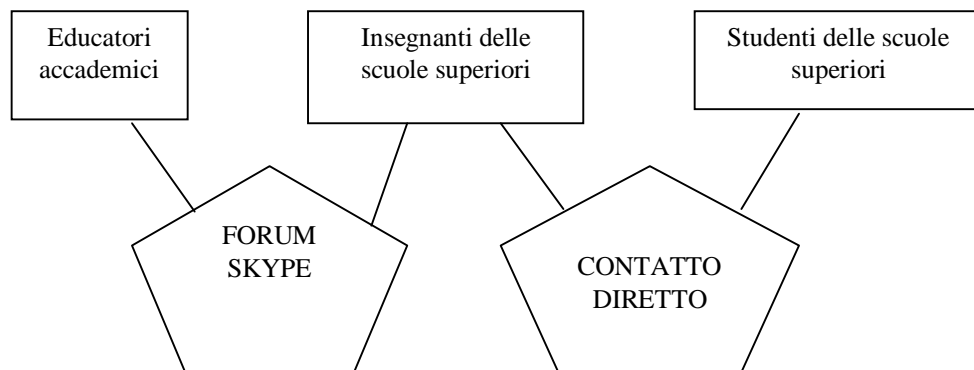 Educatori
accademici
Insegnanti delle
scuole superiori
Studenti delle scuole
superiori
FORUM
SKYPE
CONTATTO
DIRETTO